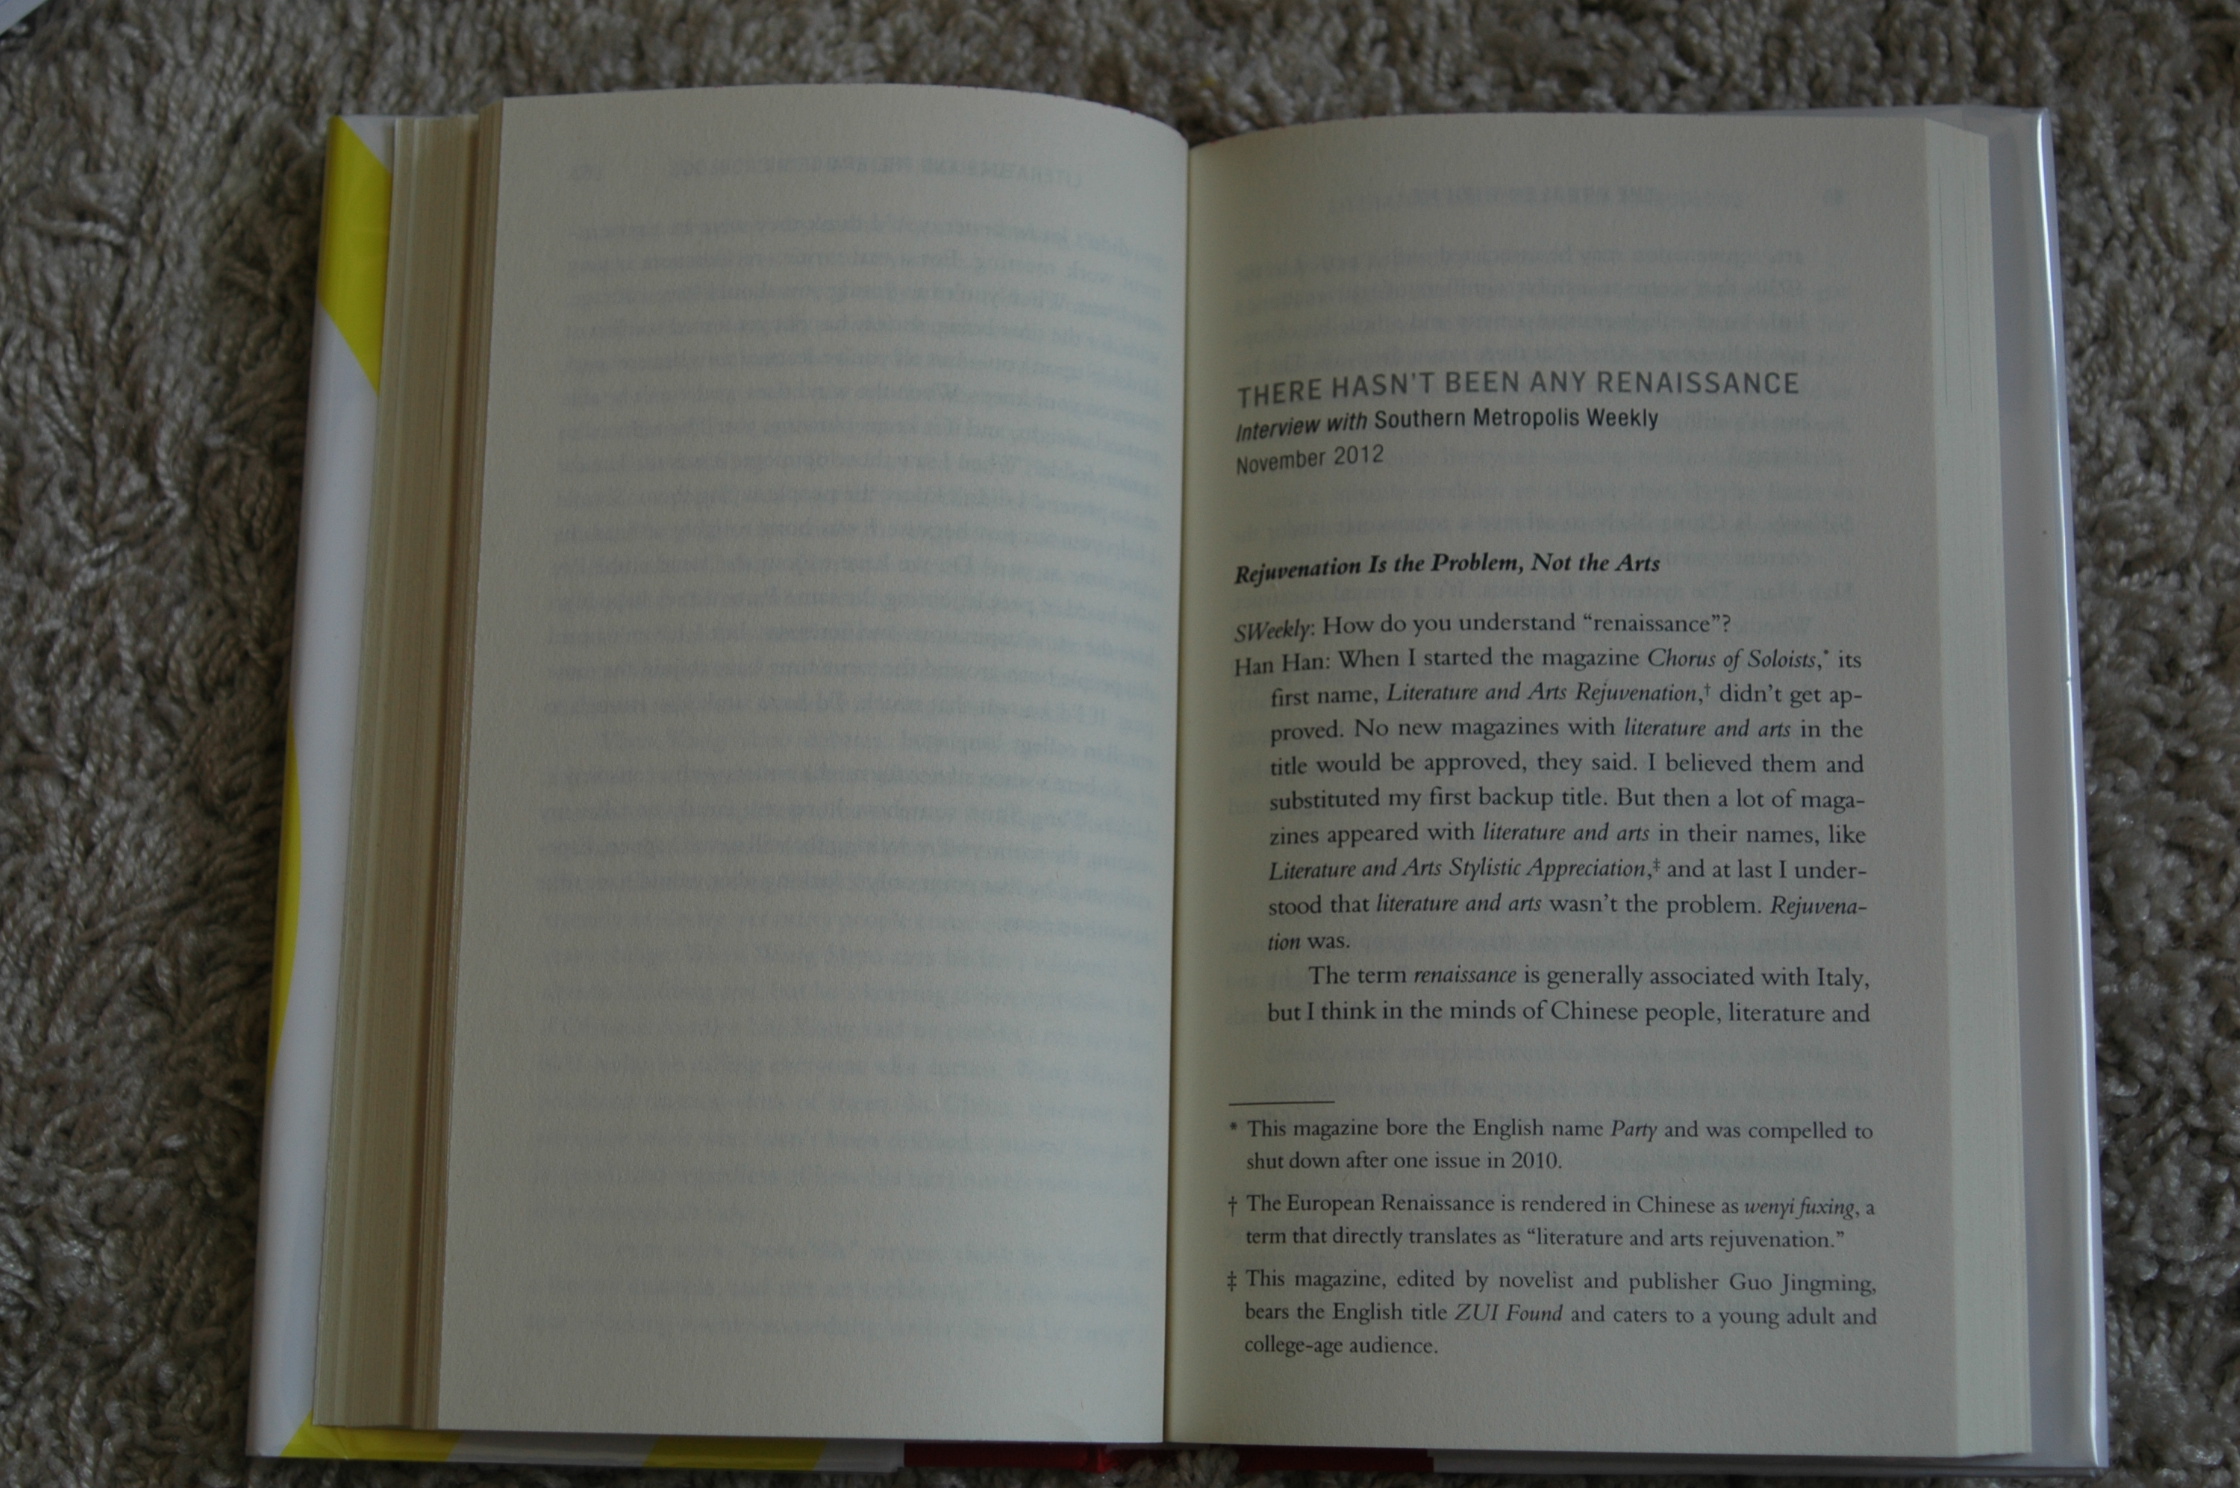 THERE HASN'T BEEN ANY RENAISSANCE
Interview with Southern Metropolis Weekly
November 2012
Rejuvenation Is the Problem, Not the Arts
SWeekly: How do you understand “renaissance”?
Han Han: When I started the magazine Chorus of Soloists,* its
first name, Literature and Arts Rejuvenation,† didn't get ap-
proved. No new magazines with literature and arts in the
title would be approved, they said. I believed them and
substituted my first backup title. But then a lot of maga-
zines appeared with literature and arts in their names, like
Literature and Arts Stylistic Appreciation,‡ and at last I under-
stood that literature and arts wasn't the problem. Rejuvena-
tion was.
The term renaissance is generally associated with Italy,
but I think in the minds of Chinese people, literature and
* This magazine bore the English name Party and was compelled to
shut down after one issue in 2010.
† The European Renaissance is rendered in Chinese as wenyi fuxing, a
term that directly translates as “literature and arts rejuvenation.”
‡ This magazine, edited by novelist and publisher Guo Jingming,
bears the English title ZUI Found and caters to a young adult and
college-age audience.